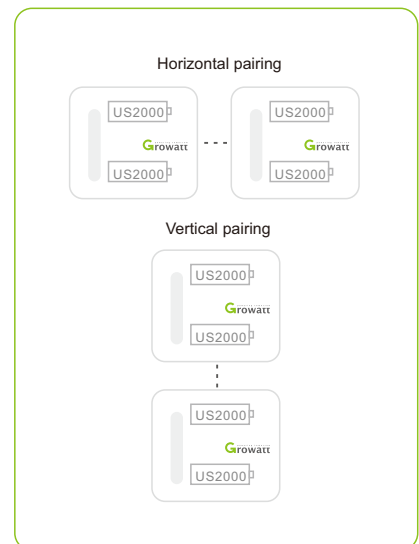 Horizontal pairing
US2000 US2000
Growatt Growatt
US2000 US2000
Vertical pairing
US2000
Growatt
US2000
US2000
Growatt
US2000